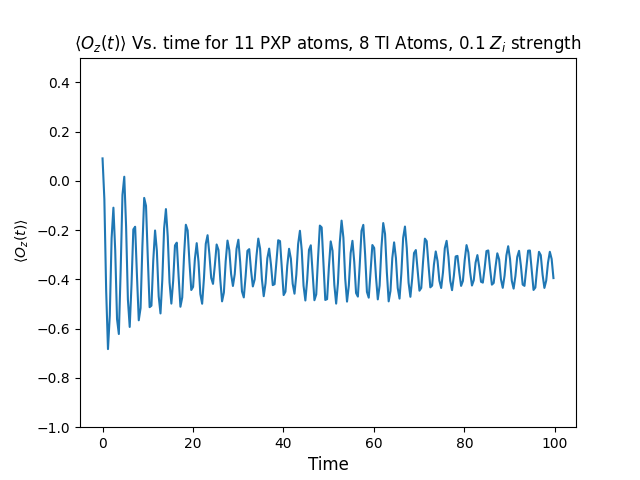 ⟨O_z(t)⟩ Vs. time for 11 PXP atoms, 8 TI Atoms, 0.1 Z_i strength
0.4
0.2
0.0
−0.2
−0.4
−0.6
−0.8
−1.0
⟨O_z(t)⟩
0 20 40 60 80 100
Time